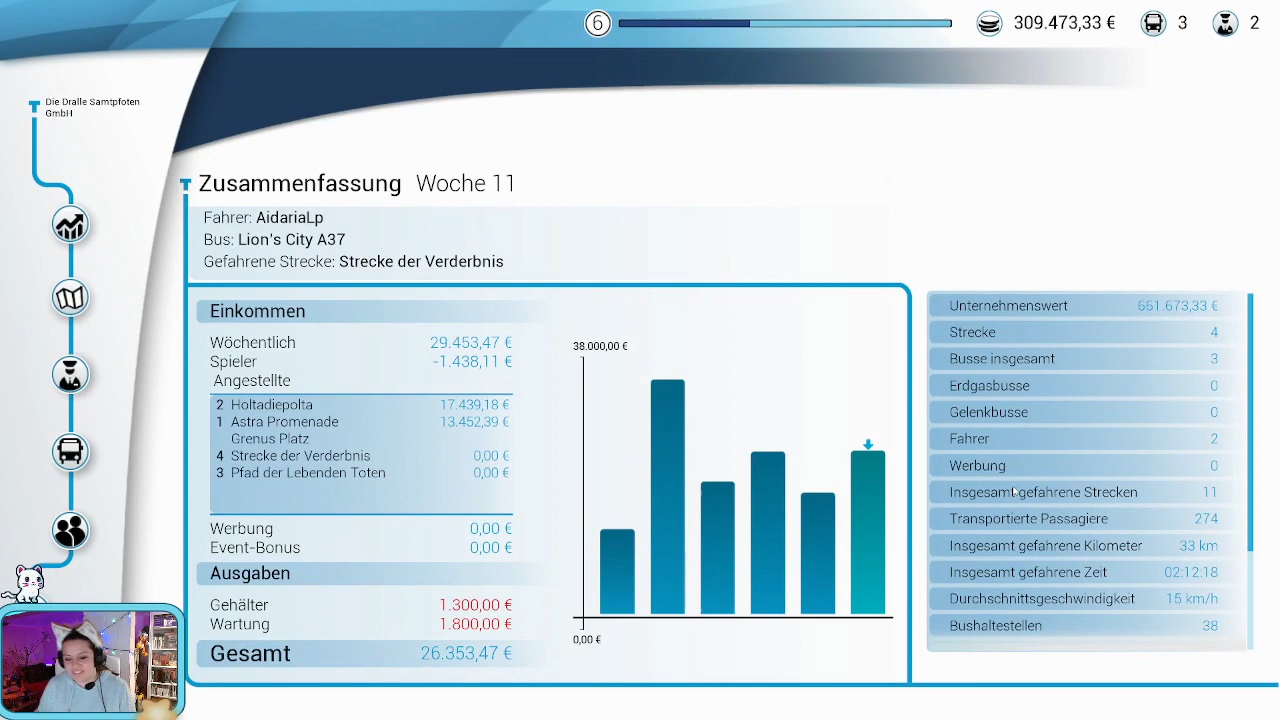 6
309.473,33 €
3
2
Die Dralle Samtpfoten
GmbH
Zusammenfassung Woche 11
Fahrer: AidariaLp
Bus: Lion's City A37
Gefahrene Strecke: Strecke der Verderbnis
Einkommen
Wöchentlich 29.453,47 €
Spieler -1.438,11 €
Angestellte
2 Holtadiepolta 17.439,18 €
1 Astra Promenade 13.452,39 €
Grenus Platz
4 Strecke der Verderbnis 0,00 €
3 Pfad der Lebenden Toten 0,00 €
Werbung 0,00 €
Event-Bonus 0,00 €
Ausgaben
Gehälter 1.300,00 €
Wartung 1.800,00 €
Gesamt 26.353,47 €
38.000,00 €
0,00 €
Unternehmenswert 661.673,33 €
Strecke 4
Busse insgesamt 3
Erdgasbusse 0
Gelenkbusse 0
Fahrer 2
Werbung 0
Insgesamt gefahrene Strecken 11
Transportierte Passagiere 274
Insgesamt gefahrene Kilometer 33 km
Insgesamt gefahrene Zeit 02:12:18
Durchschnittsgeschwindigkeit 15 km/h
Bushaltestellen 38